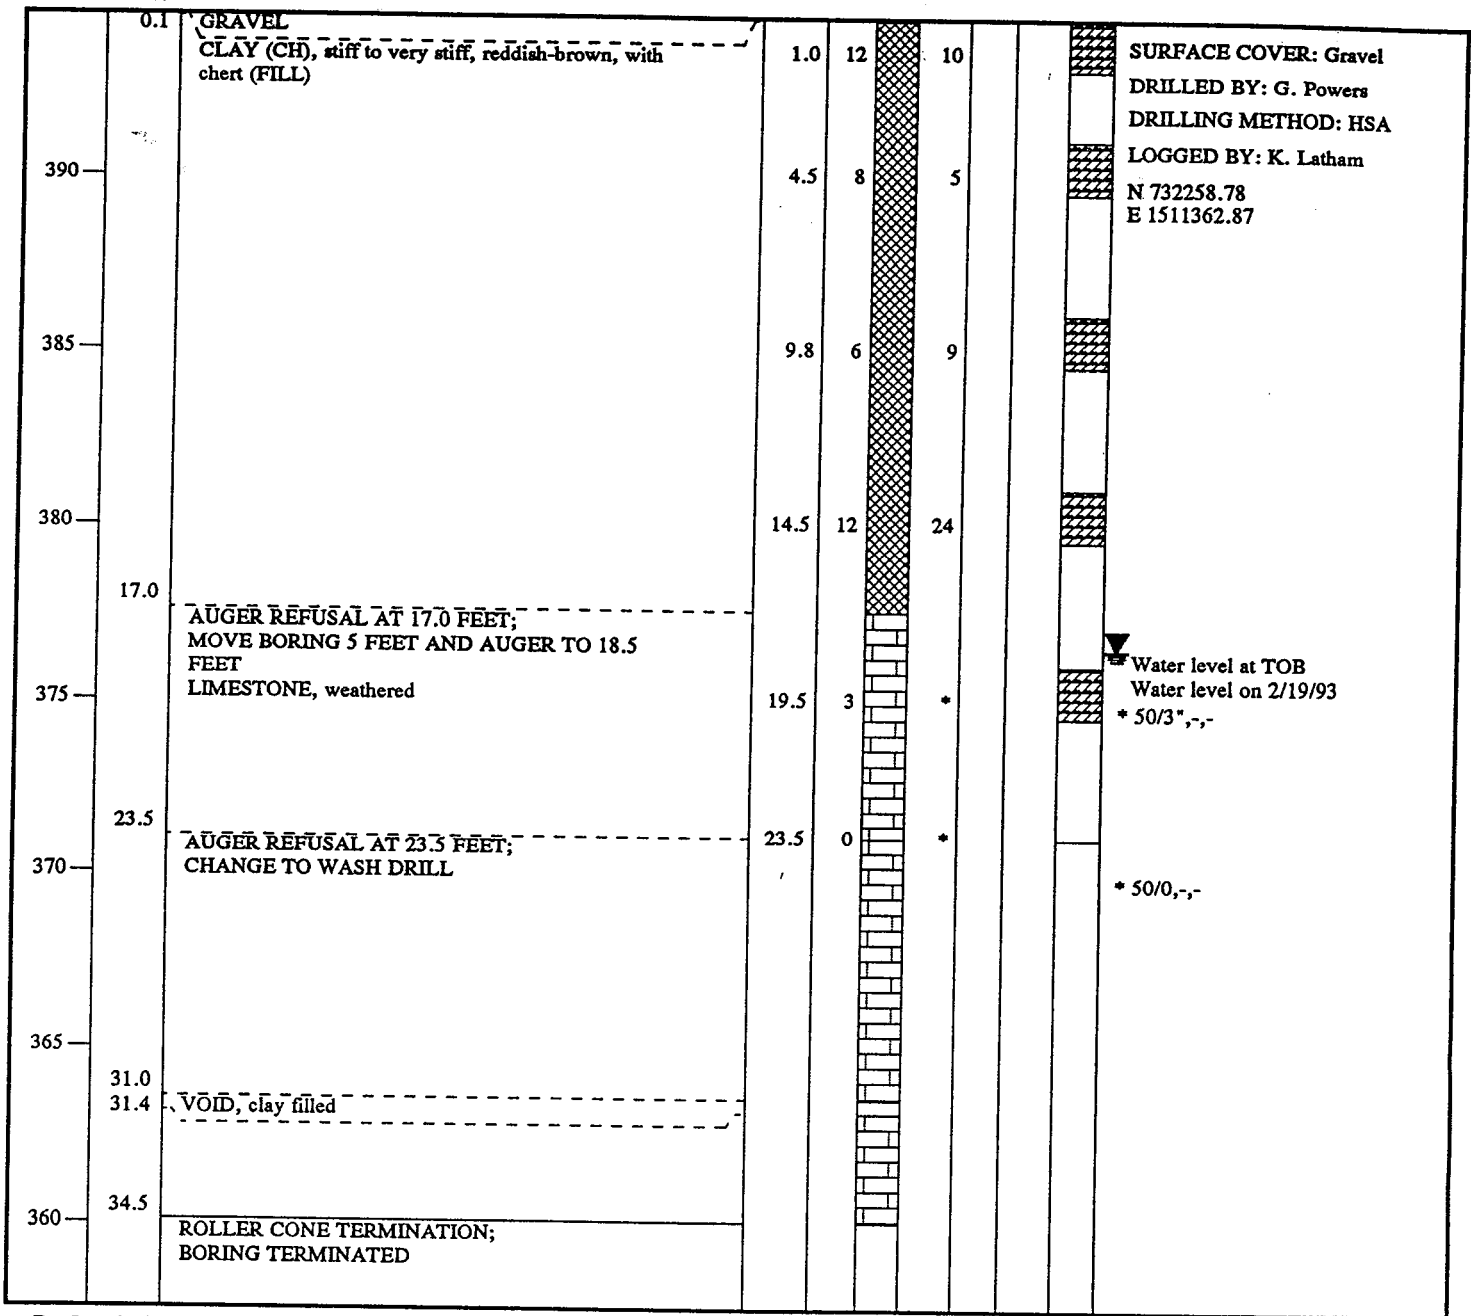 0.1 GRAVEL
CLAY (CH), stiff to very stiff, reddish-brown, with
chert (FILL)
1.0 12 10
SURFACE COVER: Gravel
DRILLED BY: G. Powers
DRILLING METHOD: HSA
LOGGED BY: K. Latham
N 732258.78
E 1511362.87
390 4.5 8 5
385 9.8 6 9
380 14.5 12 24
17.0
AUGER REFUSAL AT 17.0 FEET;
MOVE BORING 5 FEET AND AUGER TO 18.5
FEET
LIMESTONE, weathered
Water level at TOB
Water level on 2/19/93
375 19.5 3 *
* 50/3",-,-
23.5
AUGER REFUSAL AT 23.5 FEET;
CHANGE TO WASH DRILL
23.5 0 *
370
* 50/0,-,-
365
31.0
31.4 VOID, clay filled
34.5
360
ROLLER CONE TERMINATION;
BORING TERMINATED